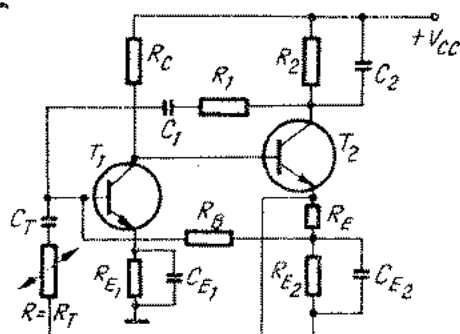 +V_CC
R_C
R_1
R_2
C_2
C_1
T_1
T_2
C_T
R_B
R_E
R_E1
C_E1
R_E2
C_E2
R= R_T